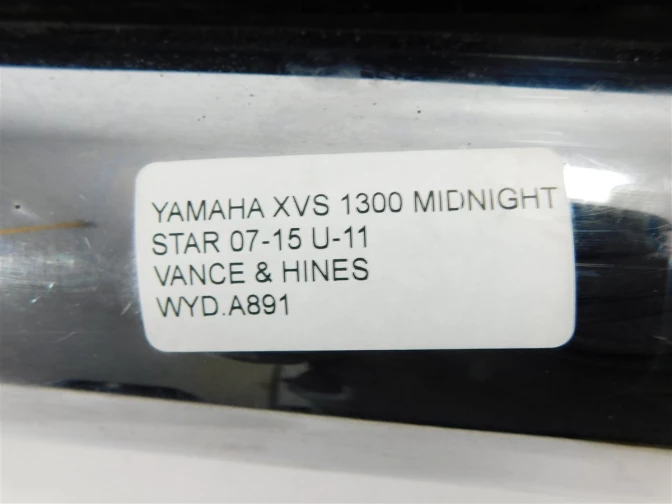 YAMAHA XVS 1300 MIDNIGHT
STAR 07-15 U-11
VANCE & HINES
WYD.A891